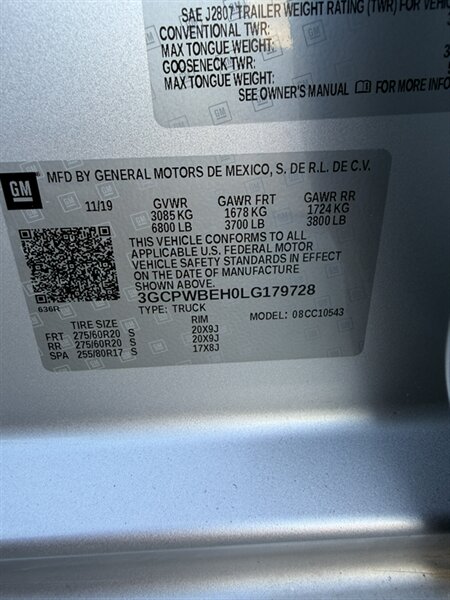 SAE J2807 TRAILER WEIGHT RATING (TWR) FOR
CONVENTIONAL TWR:
MAX TONGUE WEIGHT:
GOOSENECK TWR:
MAX TONGUE WEIGHT:
SEE OWNER'S MANUAL FOR MORE
GM MFD BY GENERAL MOTORS DE MEXICO, S. DE R.L. DE C.V.
11/19 GVWR GAWR FRT GAWR RR
3085 KG 1678 KG 1724 KG
6800 LB 3700 LB 3800 LB
THIS VEHICLE CONFORMS TO ALL
APPLICABLE U.S. FEDERAL MOTOR
VEHICLE SAFETY STANDARDS IN EFFECT
ON THE DATE OF MANUFACTURE
SHOWN ABOVE.
636R 3GCPWBEH0LG179728
TYPE: TRUCK MODEL: 08CC10543
TIRE SIZE RIM
FRT 275/60R20 S 20X9J
RR 275/60R20 S 20X9J
SPA 255/80R17 S 17X8J